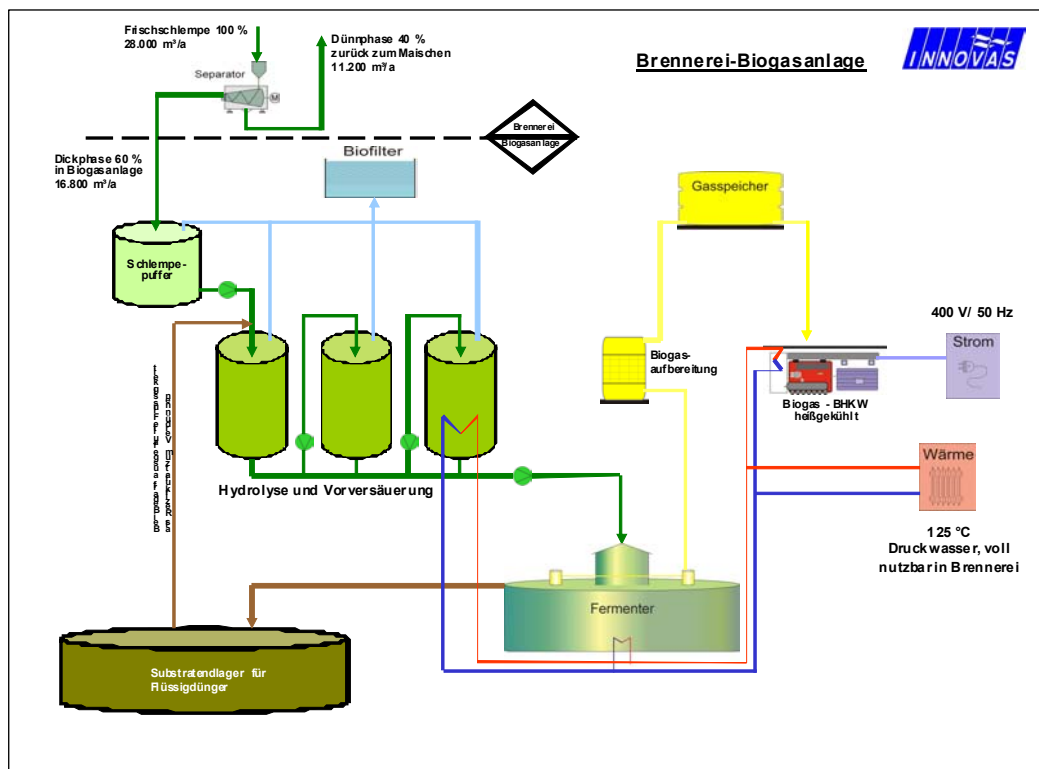 Frischschlempe 100 %
28.000 m³/a
Dünnphase 40 %
zurück zum Maischen
11.200 m³/a
Brennerei-Biogasanlage
INNOVAS
Separator
M
Brennerei
Biogasanlage
Dickphase 60 %
in Biogasanlage
16.800 m³/a
Biofilter
Gasspeicher
Schlempe-
puffer
400 V/ 50 Hz
Strom
Biogas-
aufbereitung
Biogas - BHKW
heißgekühlt
Wärme
Hydrolyse und Vorversäuerung
125 °C
Druckwasser, voll
nutzbar in Brennerei
Fermenter
Substratendlager für
Flüssigdünger